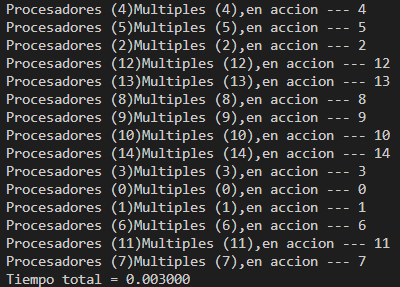 Procesadores (4)Multiples (4),en accion --- 4
Procesadores (5)Multiples (5),en accion --- 5
Procesadores (2)Multiples (2),en accion --- 2
Procesadores (12)Multiples (12),en accion --- 12
Procesadores (13)Multiples (13),en accion --- 13
Procesadores (8)Multiples (8),en accion --- 8
Procesadores (9)Multiples (9),en accion --- 9
Procesadores (10)Multiples (10),en accion --- 10
Procesadores (14)Multiples (14),en accion --- 14
Procesadores (3)Multiples (3),en accion --- 3
Procesadores (0)Multiples (0),en accion --- 0
Procesadores (1)Multiples (1),en accion --- 1
Procesadores (6)Multiples (6),en accion --- 6
Procesadores (11)Multiples (11),en accion --- 11
Procesadores (7)Multiples (7),en accion --- 7
Tiempo total = 0.003000